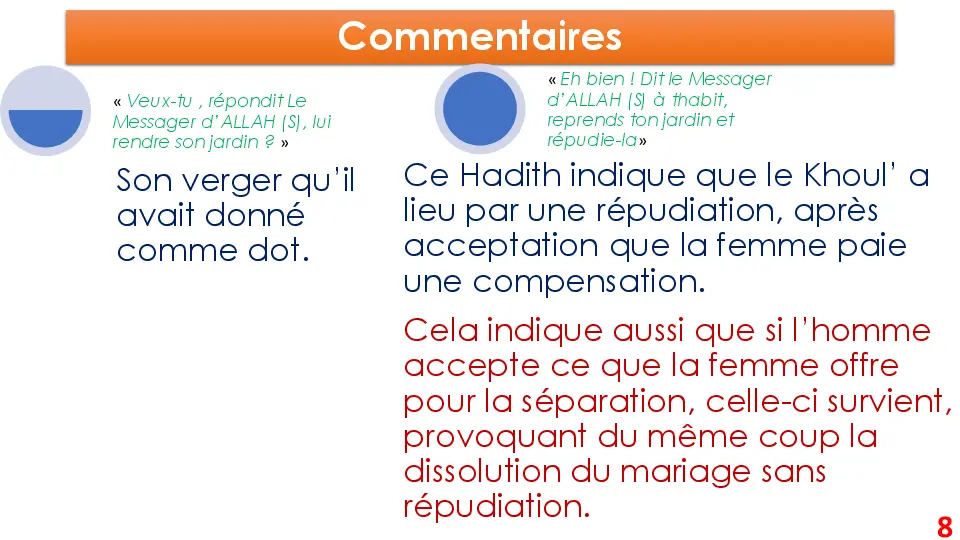 Commentaires
« Veux-tu , répondit Le
Messager d’ALLAH (S), lui
rendre son jardin ? »
Son verger qu’il
avait donné
comme dot.
« Eh bien ! Dit le Messager
d’ALLAH (S) à thabit,
reprends ton jardin et
répudie-la»
Ce Hadith indique que le Khoul’ a
lieu par une répudiation, après
acceptation que la femme paie
une compensation.
Cela indique aussi que si l’homme
accepte ce que la femme offre
pour la séparation, celle-ci survient,
provoquant du même coup la
dissolution du mariage sans
répudiation.
8